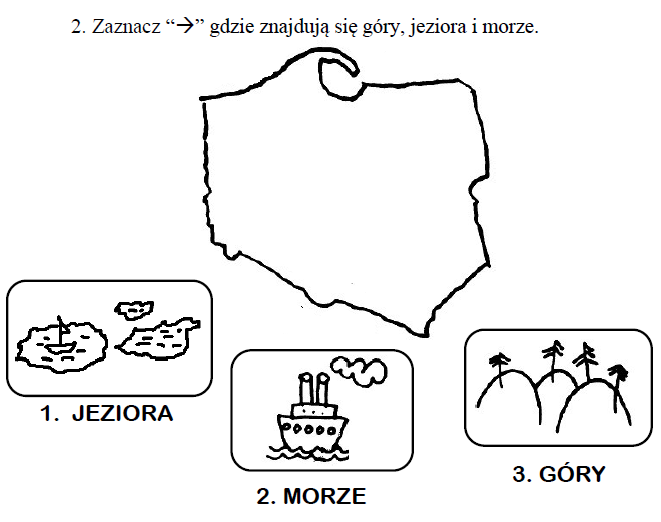 2. Zaznacz “→” gdzie znajdują się góry, jeziora i morze.
1. JEZIORA
2. MORZE
3. GÓRY